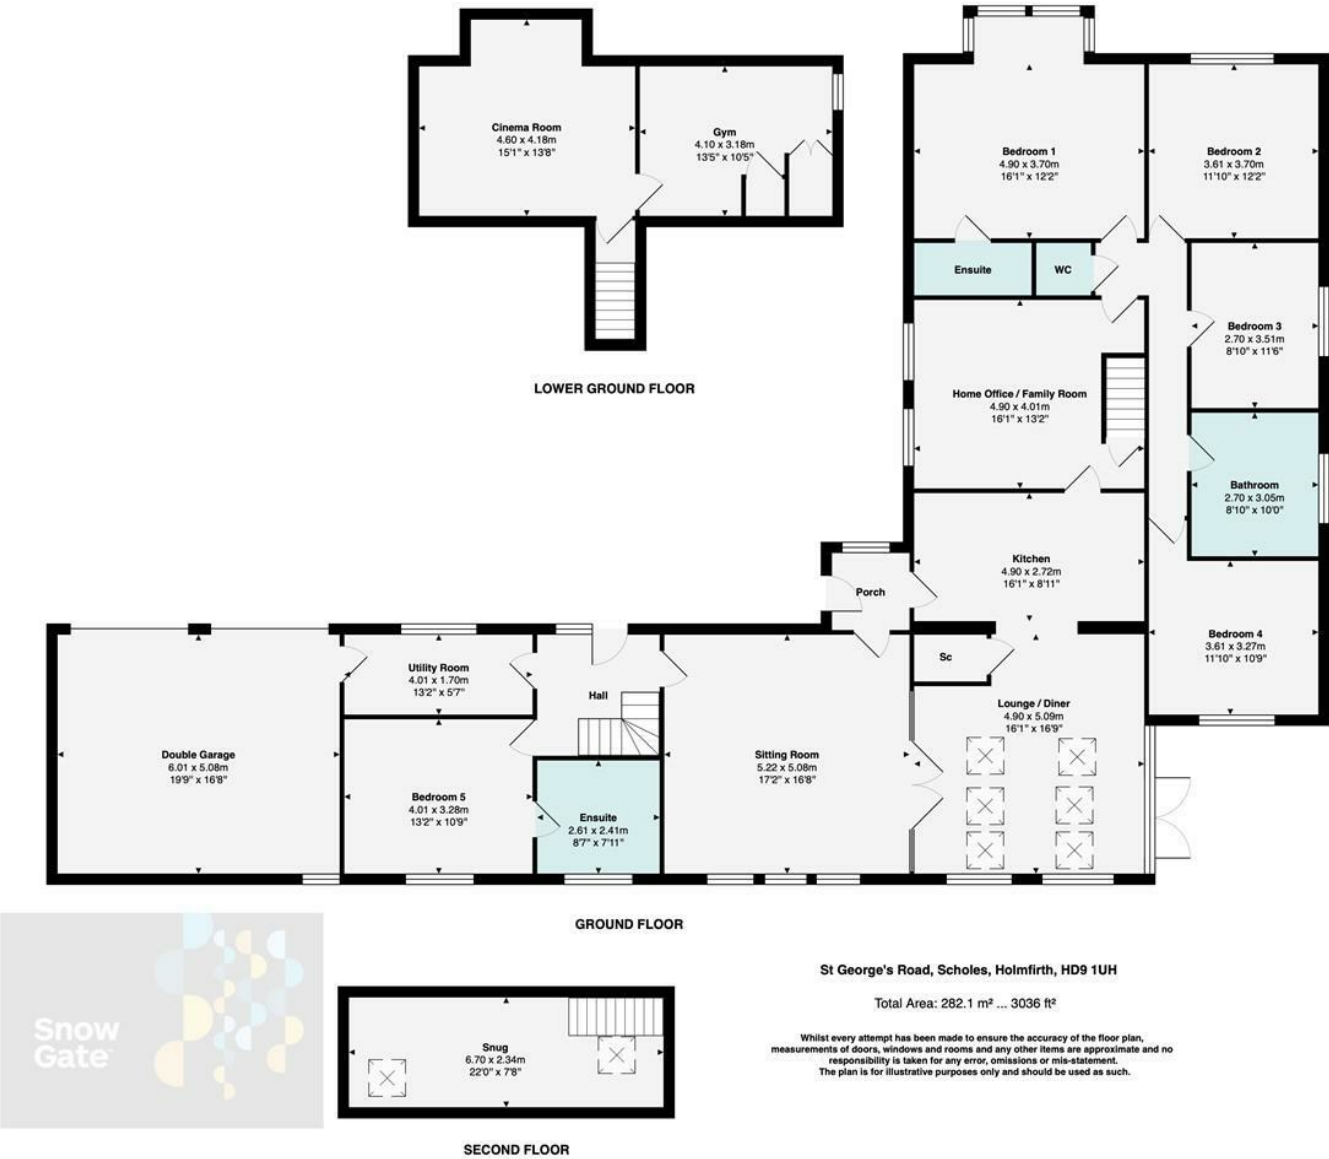 Cinema Room
4.60 x 4.18m
15'1" x 13'8"
Gym
4.10 x 3.18m
13'5" x 10'5"
LOWER GROUND FLOOR
Bedroom 1
4.90 x 3.70m
16'1" x 12'2"
Bedroom 2
3.61 x 3.70m
11'10" x 12'2"
Ensuite
WC
Bedroom 3
2.70 x 3.51m
8'10" x 11'6"
Home Office / Family Room
4.90 x 4.01m
16'1" x 13'2"
Bathroom
2.70 x 3.05m
8'10" x 10'0"
Kitchen
4.90 x 2.72m
16'1" x 8'11"
Porch
Bedroom 4
3.61 x 3.27m
11'10" x 10'9"
Sc
Lounge / Diner
4.90 x 5.09m
16'1" x 16'9"
Utility Room
4.01 x 1.70m
13'2" x 5'7"
Hall
Double Garage
6.01 x 5.08m
19'9" x 16'8"
Sitting Room
5.22 x 5.08m
17'2" x 16'8"
Bedroom 5
4.01 x 3.28m
13'2" x 10'9"
Ensuite
2.61 x 2.41m
8'7" x 7'11"
GROUND FLOOR
Snow
Gate
Snug
6.70 x 2.34m
22'0" x 7'8"
SECOND FLOOR
St George's Road, Scholes, Holmfirth, HD9 1UH
Total Area: 282.1 m² ... 3036 ft²
Whilst every attempt has been made to ensure the accuracy of the floor plan,
measurements of doors, windows and rooms and any other items are approximate and no
responsibility is taken for any error, omissions or mis-statement.
The plan is for illustrative purposes only and should be used as such.